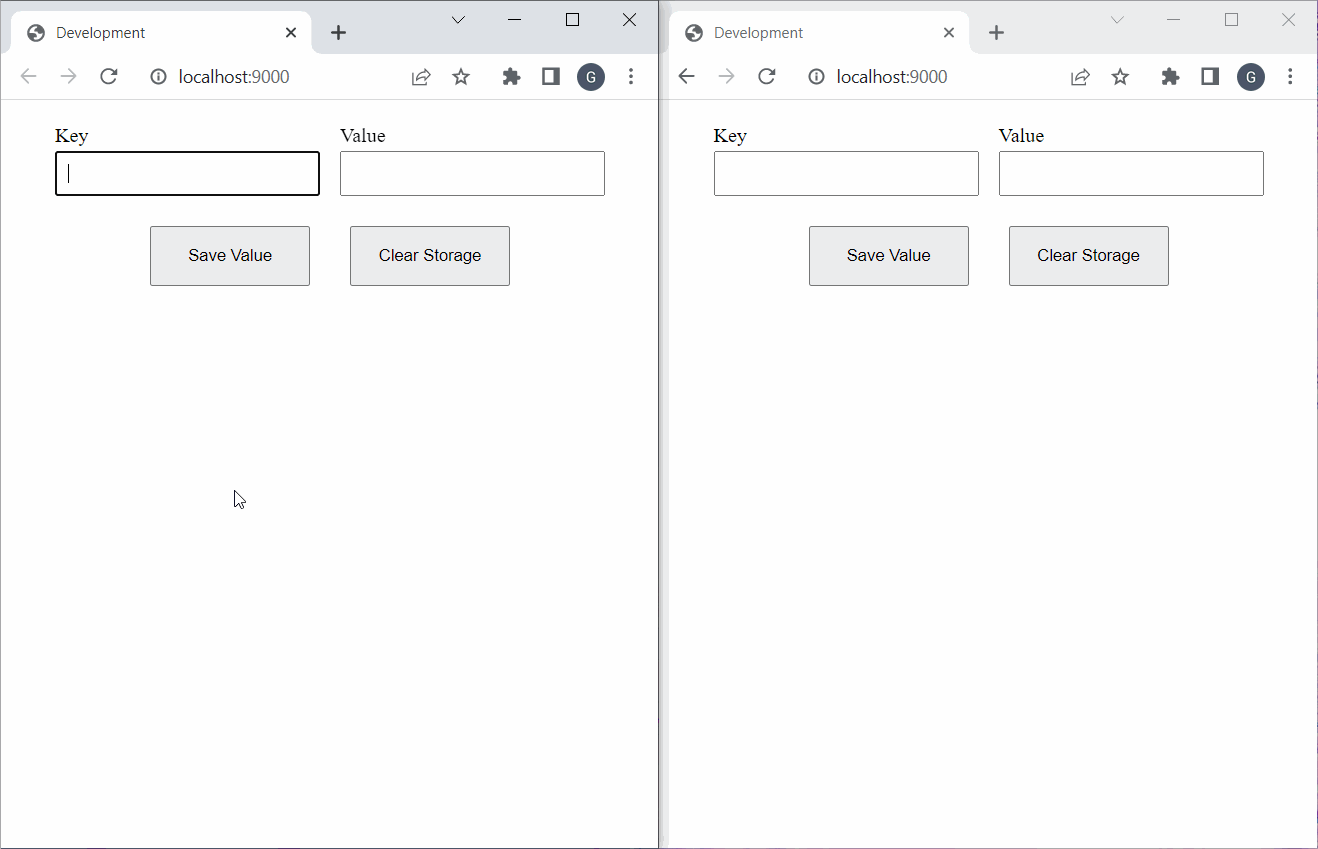 Development
localhost:9000
G
Key Value
Save Value Clear Storage
Development
localhost:9000
G
Key Value
Save Value Clear Storage